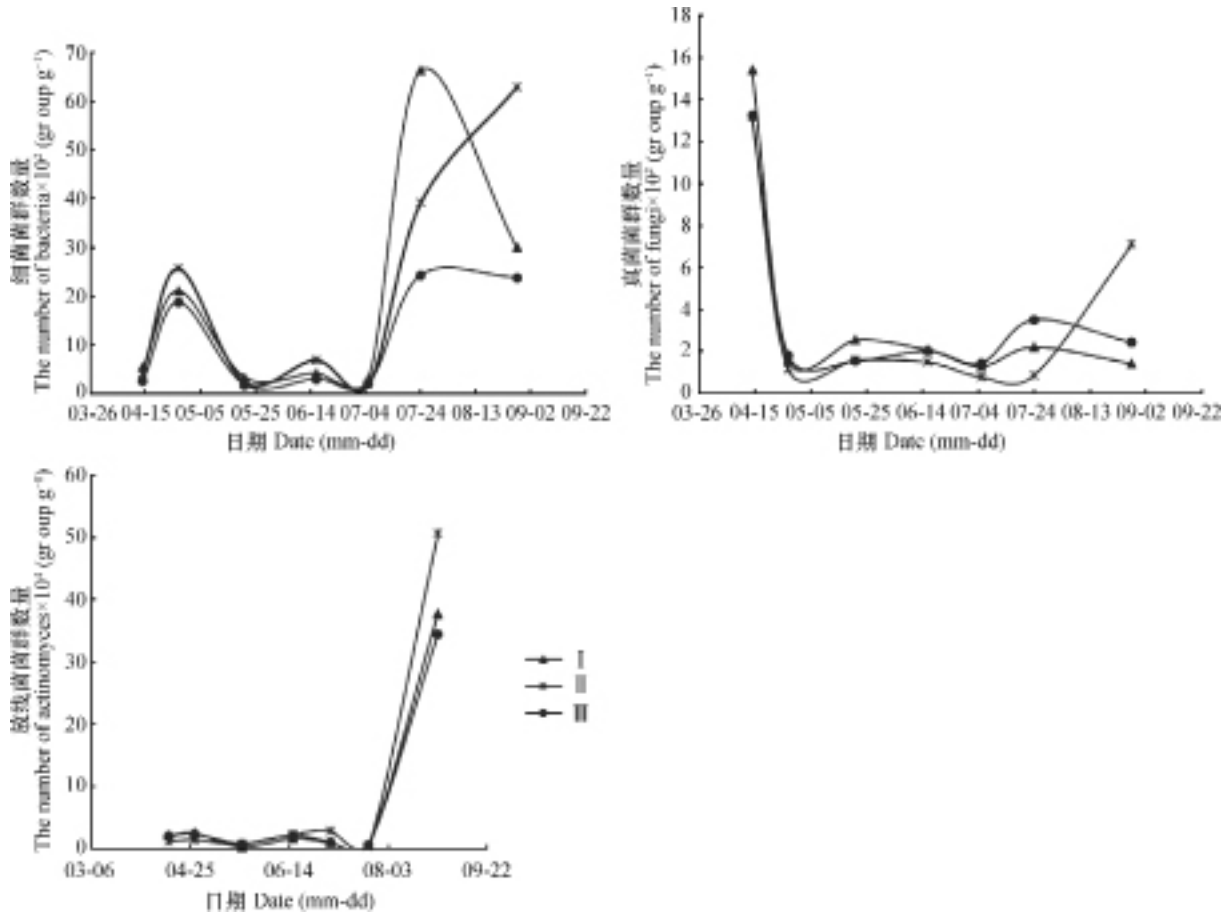 细菌菌群数量
The number of bacteria×10² (gr oup g⁻¹)
70
60
50
40
30
20
10
0
03-26 04-15 05-05 05-25 06-14 07-04 07-24 08-13 09-02 09-22
日期 Date (mm-dd)
真菌菌群数量
The number of fungi×10² (gr oup g⁻¹)
18
16
14
12
10
8
6
4
2
0
03-26 04-15 05-05 05-25 06-14 07-04 07-24 08-13 09-02 09-22
日期 Date (mm-dd)
放线菌菌群数量
The number of actinomyces×10² (gr oup g⁻¹)
60
50
40
30
20
10
0
03-06 04-25 06-14 08-03 09-22
日期 Date (mm-dd)
Ⅰ
Ⅱ
Ⅲ